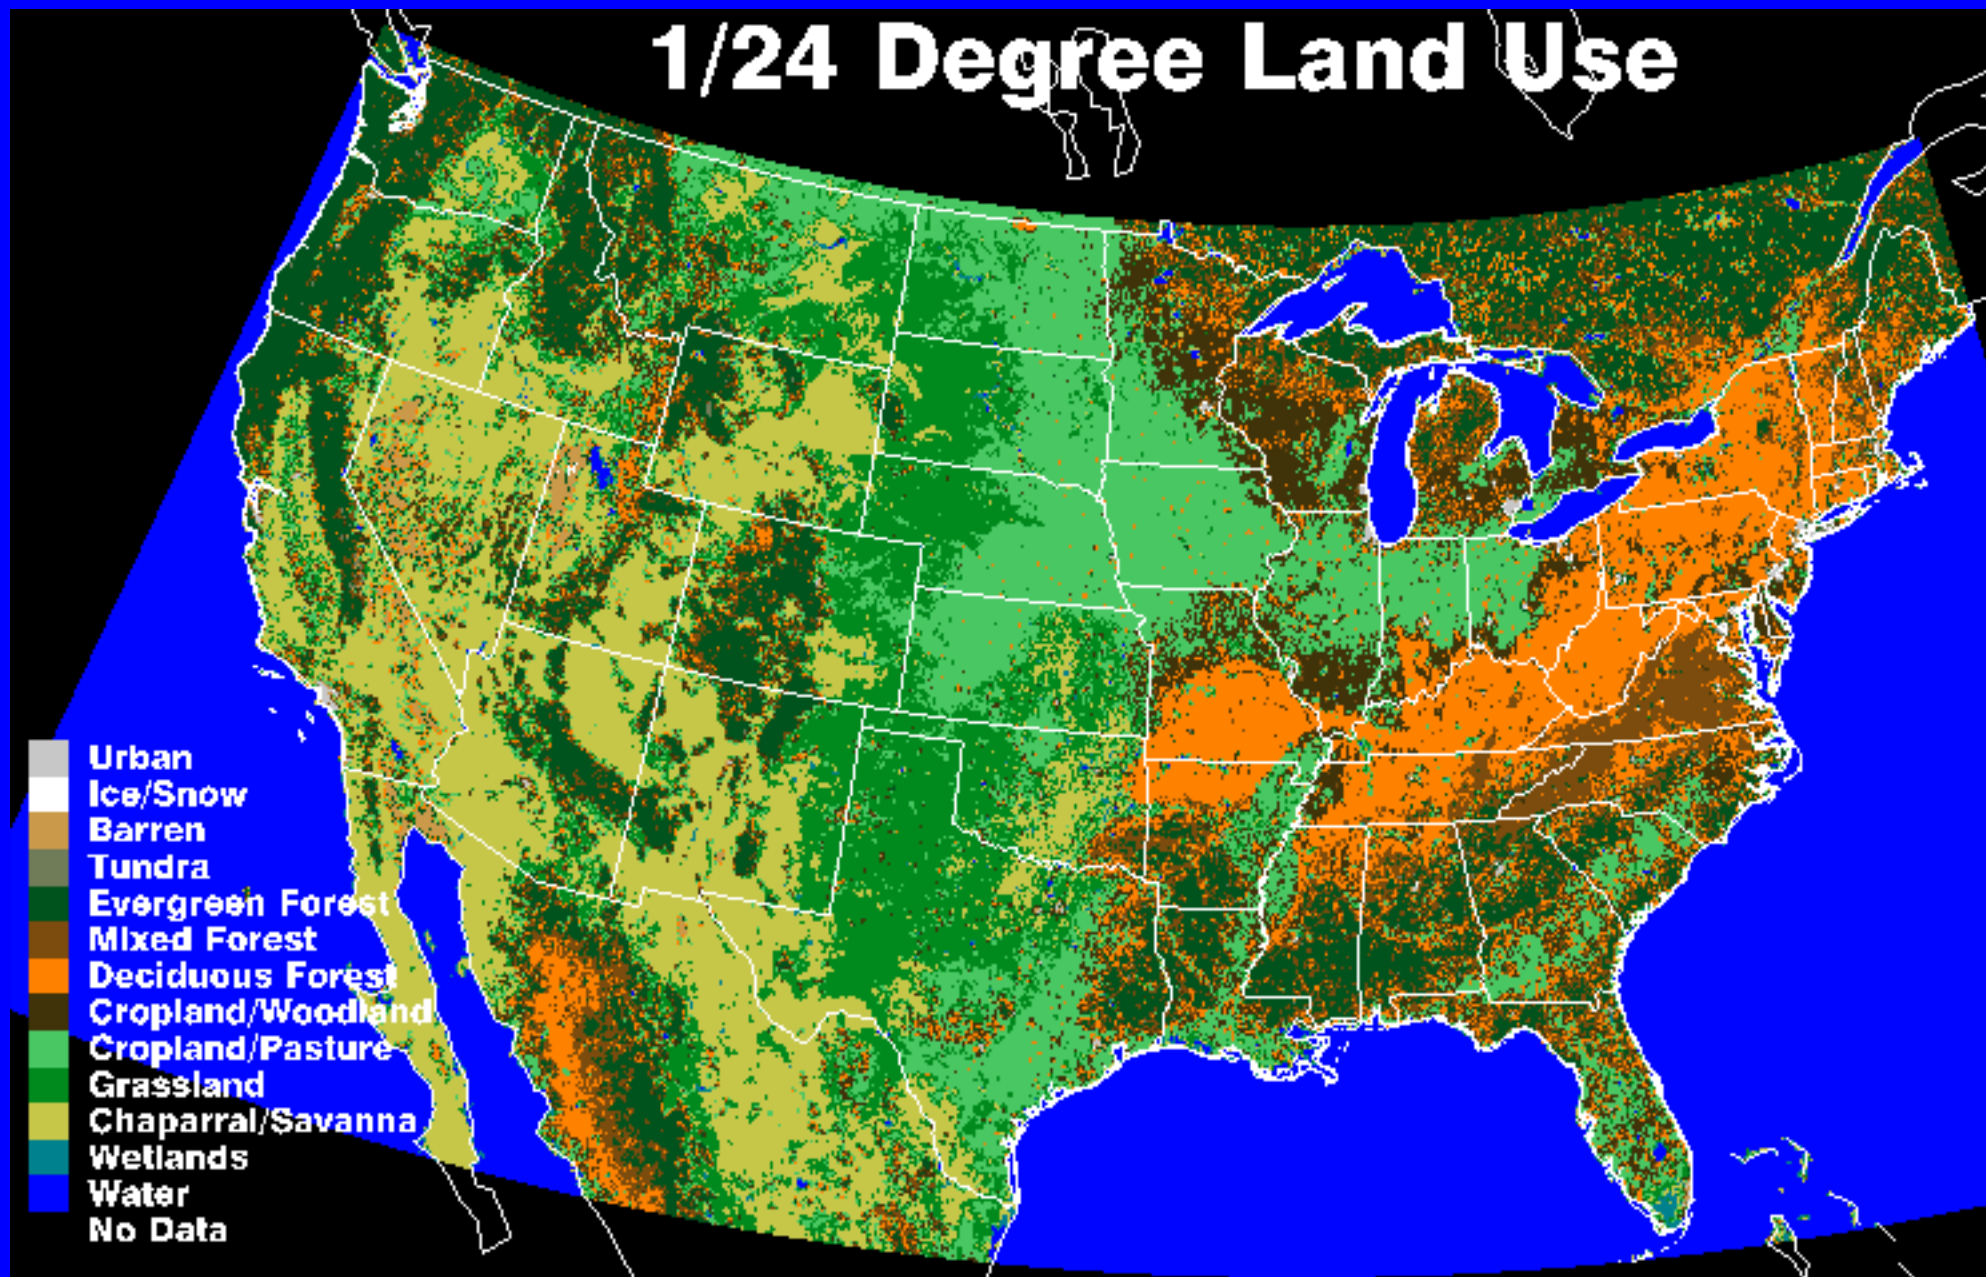 1/24 Degree Land Use
Urban
Ice/Snow
Barren
Tundra
Evergreen Forest
Mixed Forest
Deciduous Forest
Cropland/Woodland
Cropland/Pasture
Grassland
Chaparral/Savanna
Wetlands
Water
No Data